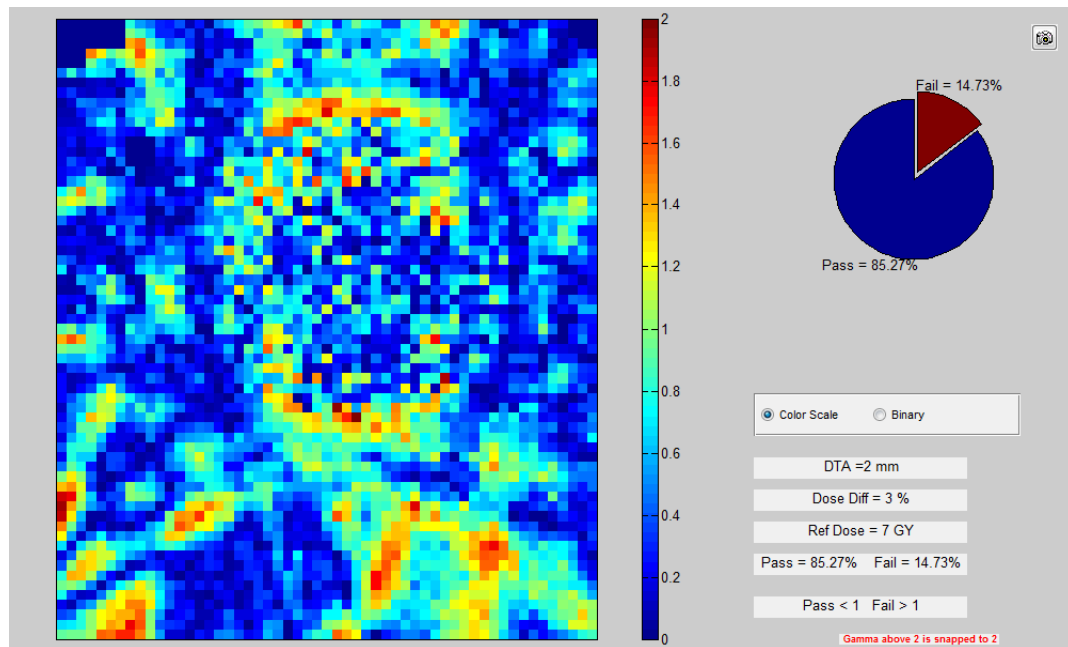 2
1.8
1.6
1.4
1.2
1
0.8
0.6
0.4
0.2
0
Fail = 14.73%
Pass = 85.27%
Color Scale Binary
DTA =2 mm
Dose Diff = 3 %
Ref Dose = 7 GY
Pass = 85.27% Fail = 14.73%
Pass < 1 Fail > 1
Gamma above 2 is snapped to 2